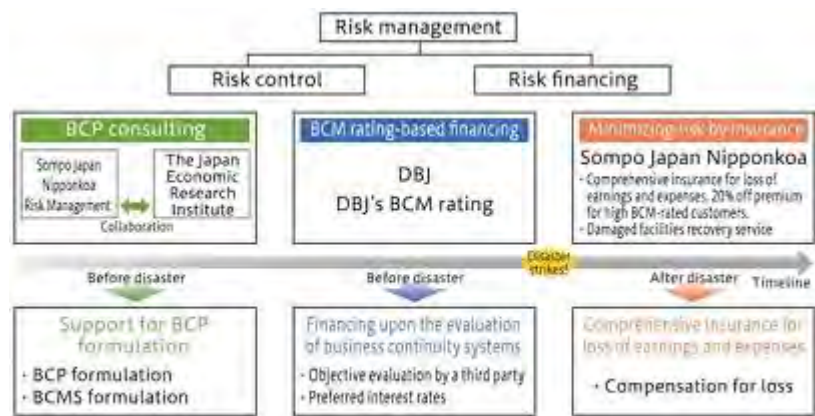 Risk management
Risk control
Risk financing
BCP consulting
Sompo Japan
Nipponkoa
Risk Management
The Japan
Economic
Research
Institute
Collaboration
BCM rating-based financing
DBJ
DBJ's BCM rating
Minimizing risk by insurance
Sompo Japan Nipponkoa
· Comprehensive insurance for loss of
earnings and expenses. 20% off premium
for high BCM-rated customers.
· Damaged facilities recovery service
Disaster
strikes!
Before disaster
Before disaster
After disaster
Timeline
Support for BCP
formulation
· BCP formulation
· BCMS formulation
Financing upon the evaluation
of business continuity systems
· Objective evaluation by a third party
· Preferred interest rates
Comprehensive insurance for
loss of earnings and expenses
· Compensation for loss